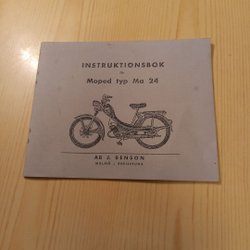 INSTRUKTIONSBOK
Moped typ Ma 24
AB J. BENSON